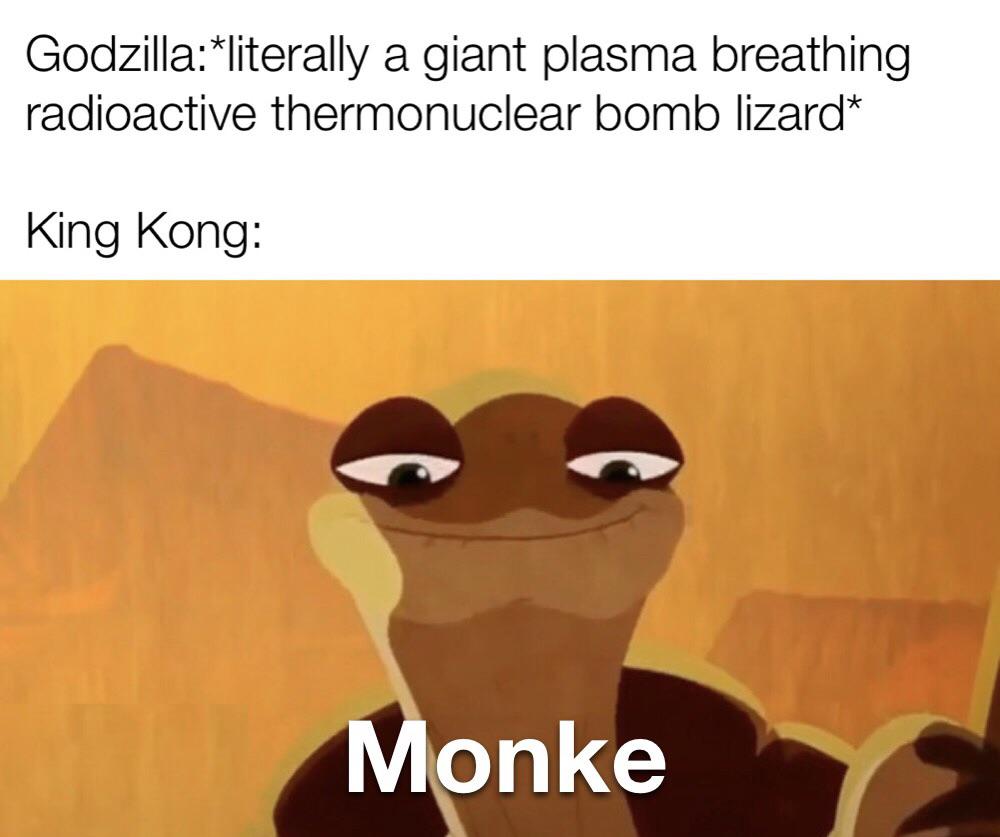 Godzilla:*literally a giant plasma breathing
radioactive thermonuclear bomb lizard*
King Kong:
Monke